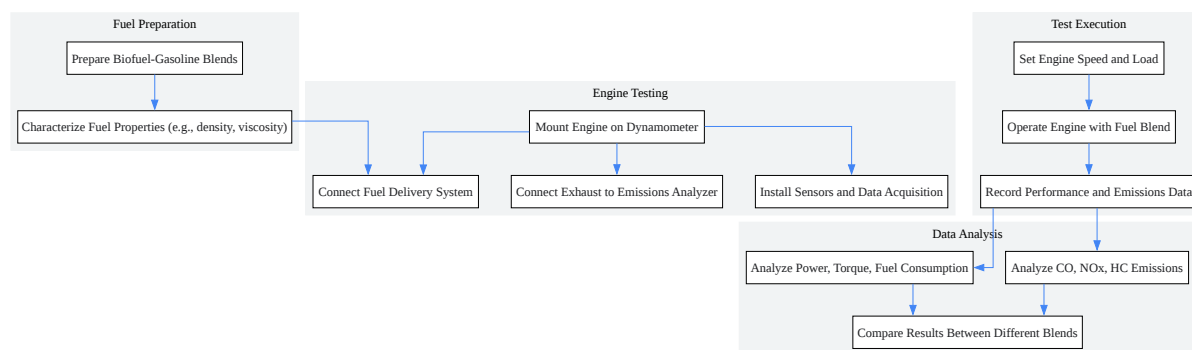 Fuel Preparation
Prepare Biofuel-Gasoline Blends
Characterize Fuel Properties (e.g., density, viscosity)
Engine Testing
Mount Engine on Dynamometer
Connect Fuel Delivery System
Connect Exhaust to Emissions Analyzer
Install Sensors and Data Acquisition
Test Execution
Set Engine Speed and Load
Operate Engine with Fuel Blend
Record Performance and Emissions Data
Data Analysis
Analyze Power, Torque, Fuel Consumption
Analyze CO, NOx, HC Emissions
Compare Results Between Different Blends